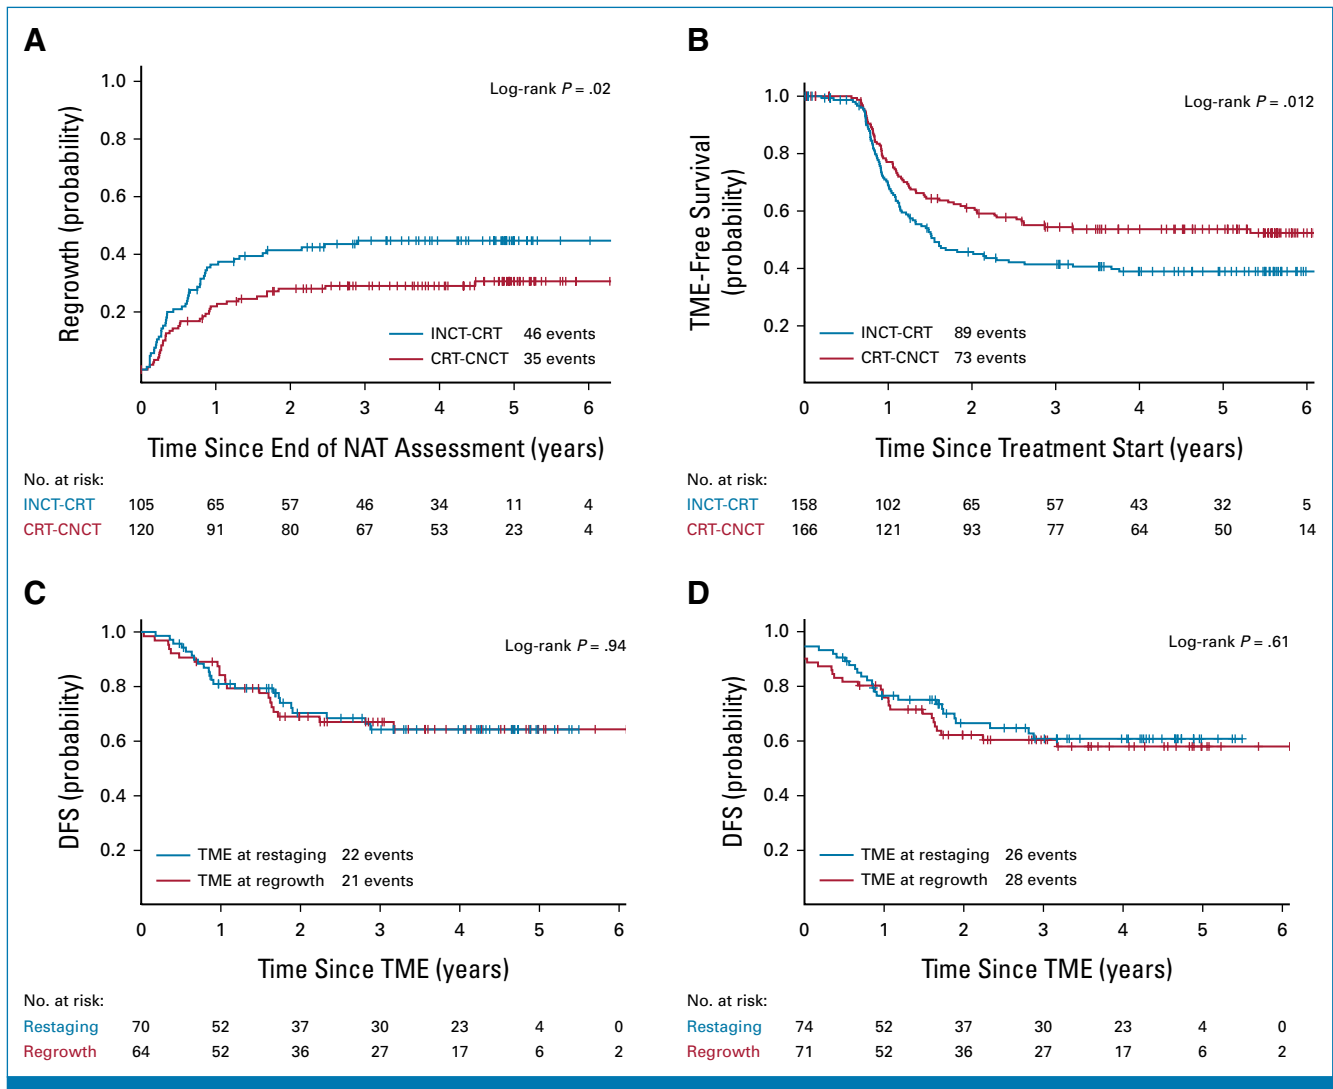 A
Log-rank P = .02
Regrowth (probability)
1.0
0.8
0.6
0.4
0.2
INCT-CRT 46 events
CRT-CNCT 35 events
0 1 2 3 4 5 6
Time Since End of NAT Assessment (years)
No. at risk:
INCT-CRT 105 65 57 46 34 11 4
CRT-CNCT 120 91 80 67 53 23 4
B
Log-rank P = .012
TME-Free Survival
(probability)
1.0
0.8
0.6
0.4
0.2
INCT-CRT 89 events
CRT-CNCT 73 events
0 1 2 3 4 5 6
Time Since Treatment Start (years)
No. at risk:
INCT-CRT 158 102 65 57 43 32 5
CRT-CNCT 166 121 93 77 64 50 14
C
Log-rank P = .94
DFS (probability)
1.0
0.8
0.6
0.4
0.2
TME at restaging 22 events
TME at regrowth 21 events
0 1 2 3 4 5 6
Time Since TME (years)
No. at risk:
Restaging 70 52 37 30 23 4 0
Regrowth 64 52 36 27 17 6 2
D
Log-rank P = .61
DFS (probability)
1.0
0.8
0.6
0.4
0.2
TME at restaging 26 events
TME at regrowth 28 events
0 1 2 3 4 5 6
Time Since TME (years)
No. at risk:
Restaging 74 52 37 30 23 4 0
Regrowth 71 52 36 27 17 6 2